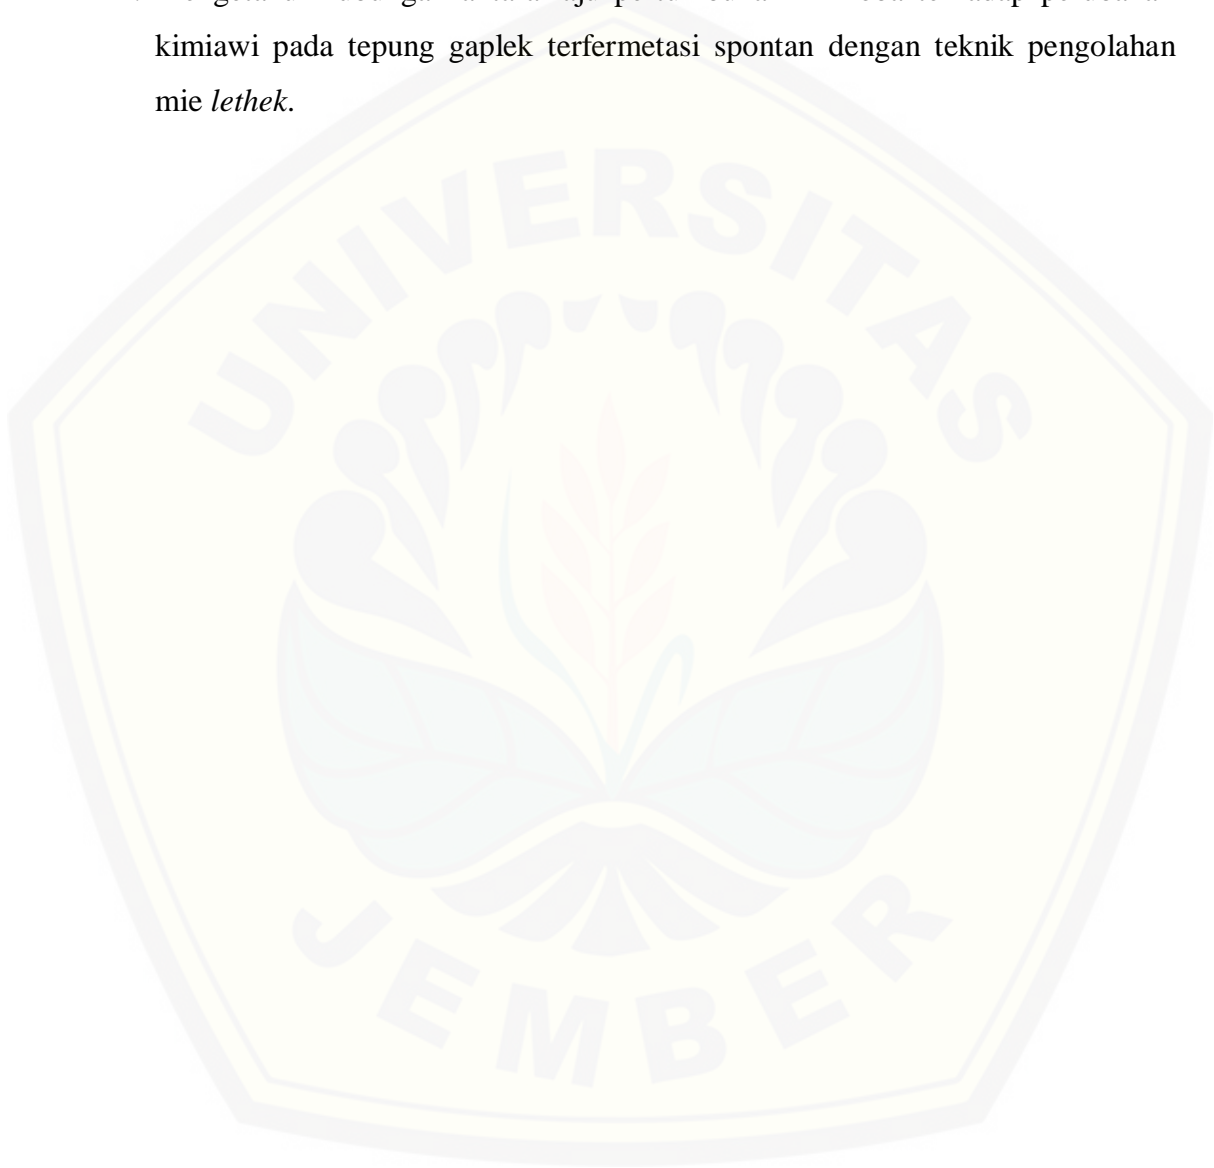 kimiawi pada tepung gaplek terfermetasi spontan dengan teknik pengolahan
mie lethek.
UNIVERSITAS
JEMBER